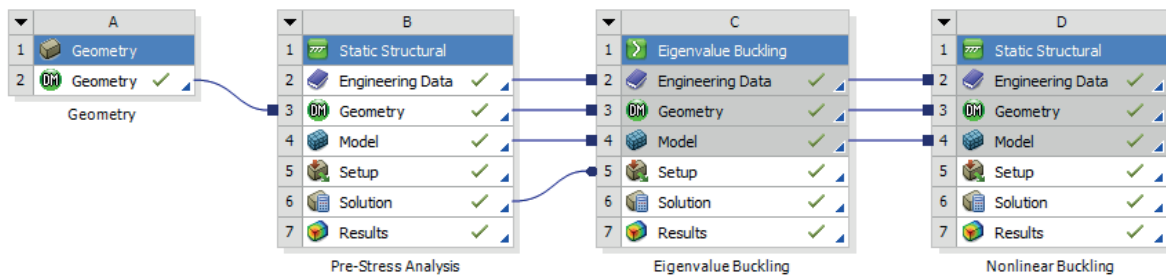 A
1 Geometry
2 DM Geometry
Geometry
B
1 Static Structural
2 Engineering Data
3 DM Geometry
4 Model
5 Setup
6 Solution
7 Results
Pre-Stress Analysis
C
1 Eigenvalue Buckling
2 Engineering Data
3 DM Geometry
4 Model
5 Setup
6 Solution
7 Results
Eigenvalue Buckling
D
1 Static Structural
2 Engineering Data
3 DM Geometry
4 Model
5 Setup
6 Solution
7 Results
Nonlinear Buckling